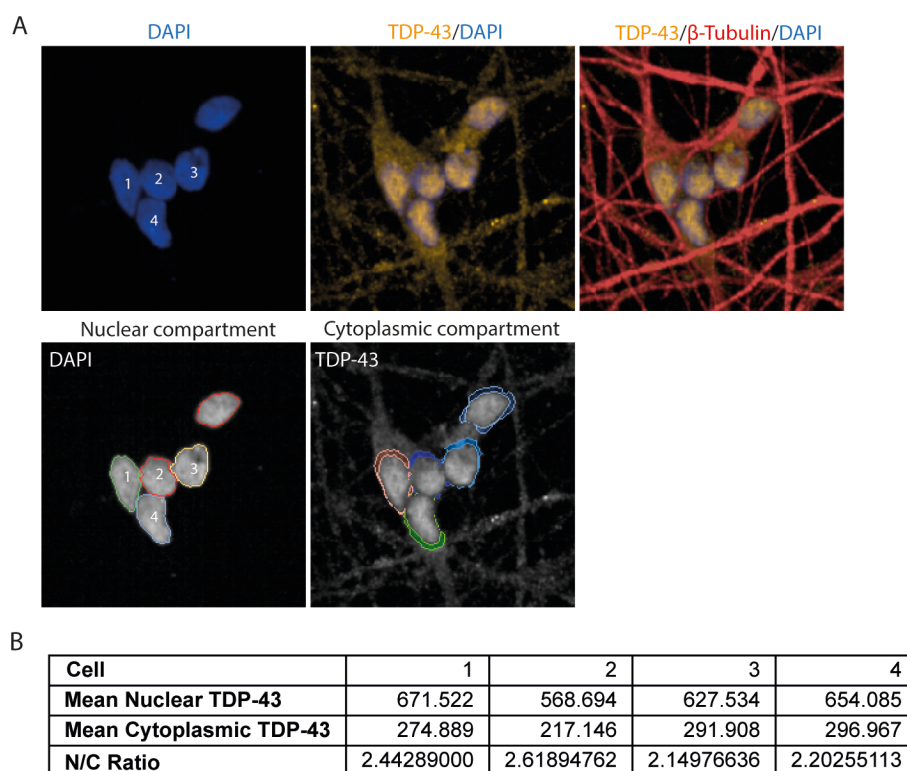 A
DAPI
TDP-43/DAPI
TDP-43/β-Tubulin/DAPI
1
2
3
4
Nuclear compartment
Cytoplasmic compartment
DAPI
TDP-43
1
2
3
4
B
Cell 1 2 3 4
Mean Nuclear TDP-43 671.522 568.694 627.534 654.085
Mean Cytoplasmic TDP-43 274.889 217.146 291.908 296.967
N/C Ratio 2.44289000 2.61894762 2.14976636 2.20255113